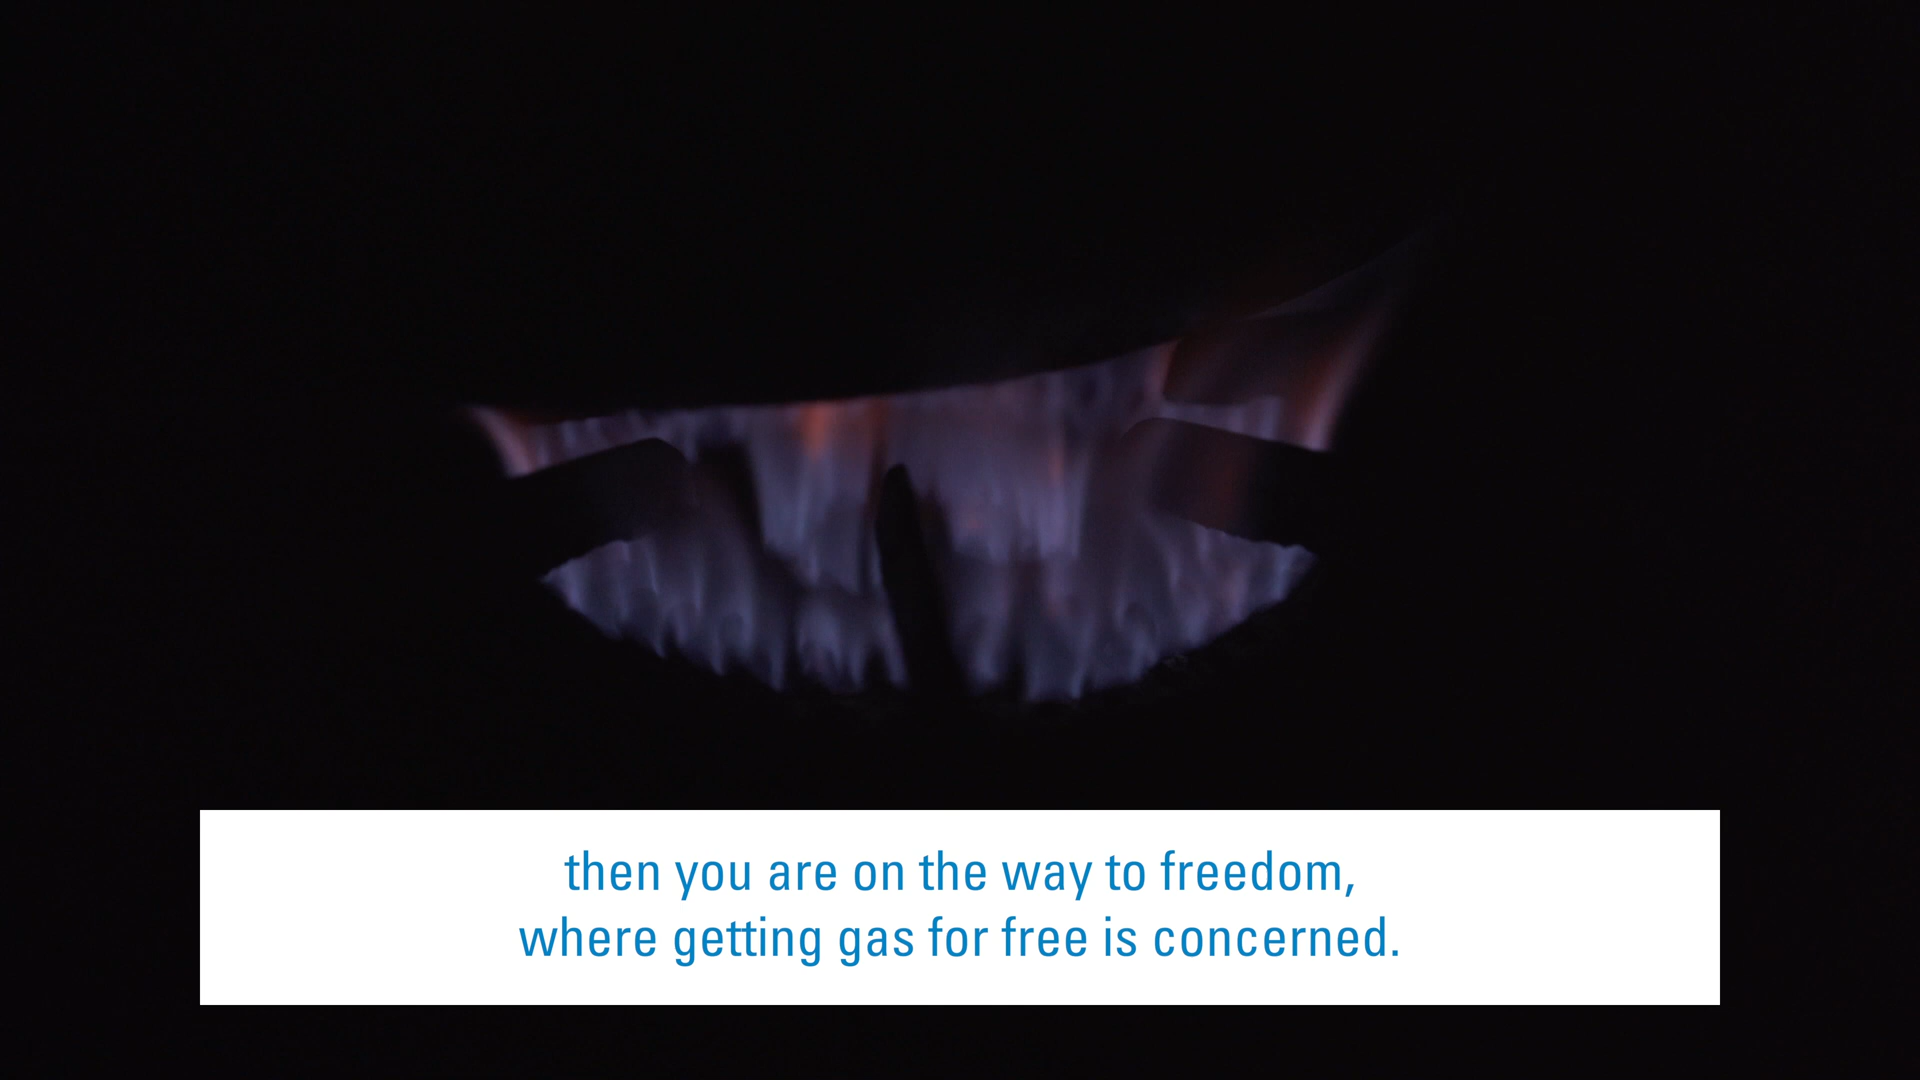 then you are on the way to freedom,
where getting gas for free is concerned.